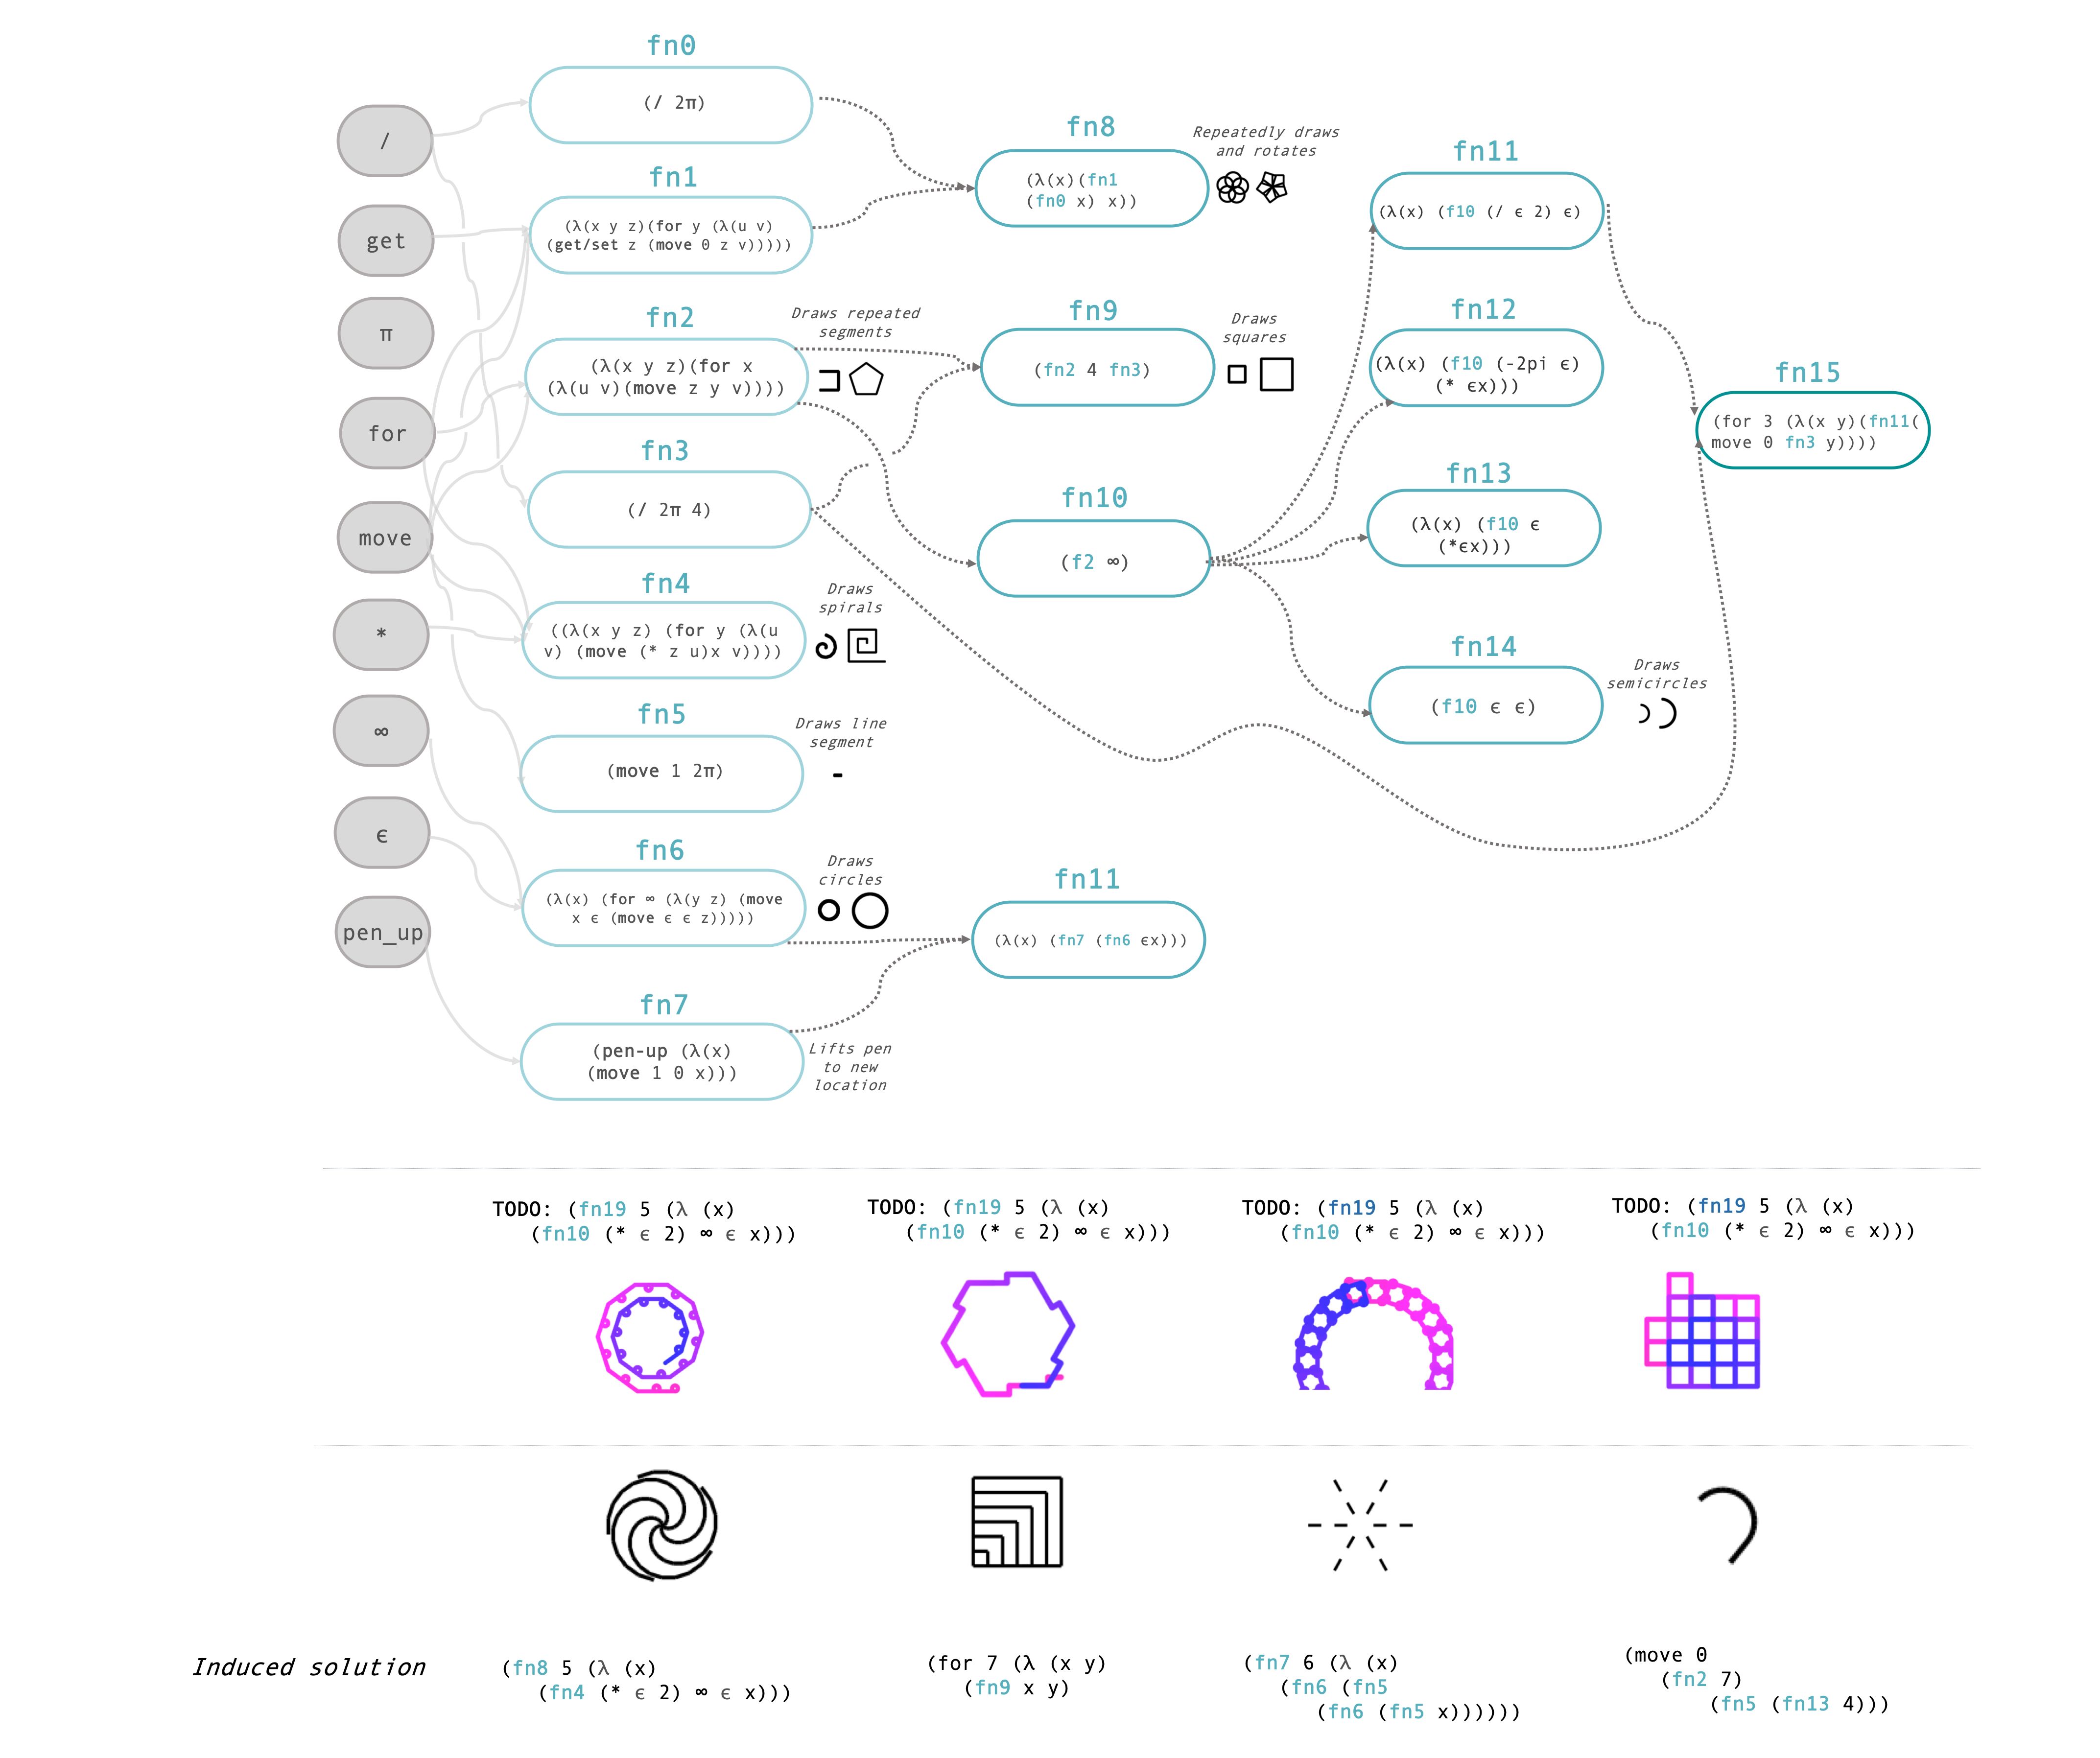 /
get
π
for
move
*
∞
ϵ
pen_up
fn0
(/ 2π)
fn1
(λ(x y z)(for y (λ(u v)
(get/set z (move 0 z v)))))
fn2
(λ(x y z)(for x
(λ(u v)(move z y v))))
Draws repeated
segments
fn3
(/ 2π 4)
fn4
((λ(x y z) (for y (λ(u
v) (move (* z u)x v))))
Draws
spirals
fn5
(move 1 2π)
Draws line
segment
fn6
(λ(x) (for ∞ (λ(y z) (move
x ϵ (move ϵ ϵ z)))))
Draws
circles
fn7
(pen-up (λ(x)
(move 1 0 x)))
Lifts pen
to new
location
fn8
(λ(x)(fn1
(fn0 x) x))
Repeatedly draws
and rotates
fn9
(fn2 4 fn3)
Draws
squares
fn10
(f2 ∞)
fn11
(λ(x) (fn7 (fn6 ϵx)))
fn11
(λ(x) (f10 (/ ϵ 2) ϵ)
fn12
(λ(x) (f10 (-2pi ϵ)
(* ϵx)))
fn13
(λ(x) (f10 ϵ
(*ϵx)))
fn14
(f10 ϵ ϵ)
Draws
semicircles
fn15
(for 3 (λ(x y)(fn11(
move 0 fn3 y))))
TODO: (fn19 5 (λ (x)
(fn10 (* ϵ 2) ∞ ϵ x)))
TODO: (fn19 5 (λ (x)
(fn10 (* ϵ 2) ∞ ϵ x)))
TODO: (fn19 5 (λ (x)
(fn10 (* ϵ 2) ∞ ϵ x)))
TODO: (fn19 5 (λ (x)
(fn10 (* ϵ 2) ∞ ϵ x)))
Induced solution
(fn8 5 (λ (x)
(fn4 (* ϵ 2) ∞ ϵ x)))
(for 7 (λ (x y)
(fn9 x y)
(fn7 6 (λ (x)
(fn6 (fn5
(fn6 (fn5 x))))))
(move 0
(fn2 7)
(fn5 (fn13 4)))